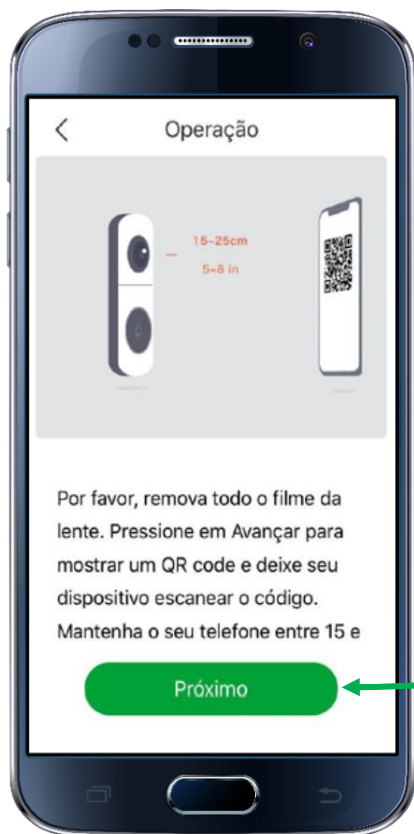 Operação
15-25cm
5-8 in
Por favor, remova todo o filme da
lente. Pressione em Avançar para
mostrar um QR code e deixe seu
dispositivo escanear o código.
Mantenha o seu telefone entre 15 e
Próximo